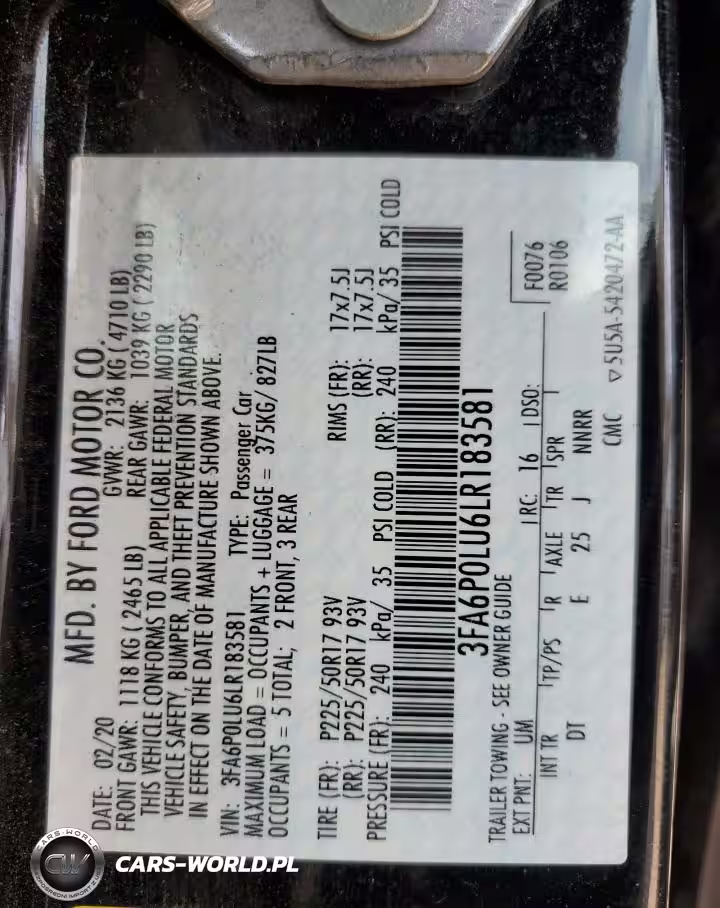 MFD. BY FORD MOTOR CO.
DATE: 02/20 GVWR: 2136 KG ( 4710 LB)
FRONT GAWR: 1118 KG ( 2465 LB) REAR GAWR: 1039 KG ( 2290 LB)
THIS VEHICLE CONFORMS TO ALL APPLICABLE FEDERAL MOTOR
VEHICLE SAFETY, BUMPER, AND THEFT PREVENTION STANDARDS
IN EFFECT ON THE DATE OF MANUFACTURE SHOWN ABOVE.
VIN: 3FA6P0LU6LR183581 TYPE: Passenger Car
MAXIMUM LOAD = OCCUPANTS + LUGGAGE = 375KG/ 827LB
OCCUPANTS = 5 TOTAL; 2 FRONT, 3 REAR
TIRE (FR): P225/50R17 93V RIMS (FR): 17x7.5J
(RR): P225/50R17 93V (RR): 17x7.5J
PRESSURE (FR): 240 kPa/ 35 PSI COLD (RR): 240 kPa/ 35 PSI COLD
3FA6P0LU6LR183581
TRAILER TOWING - SEE OWNER GUIDE
F0076
R0106
EXT PNT: UM RC: 16 DSO:
INT TR TP/PS R AXLE TR SPR
DT E 25 J NNRR
CMC ▽ 5U5A-5420472-AA
CARS-WORLD
CW
CARS-WORLD.PL